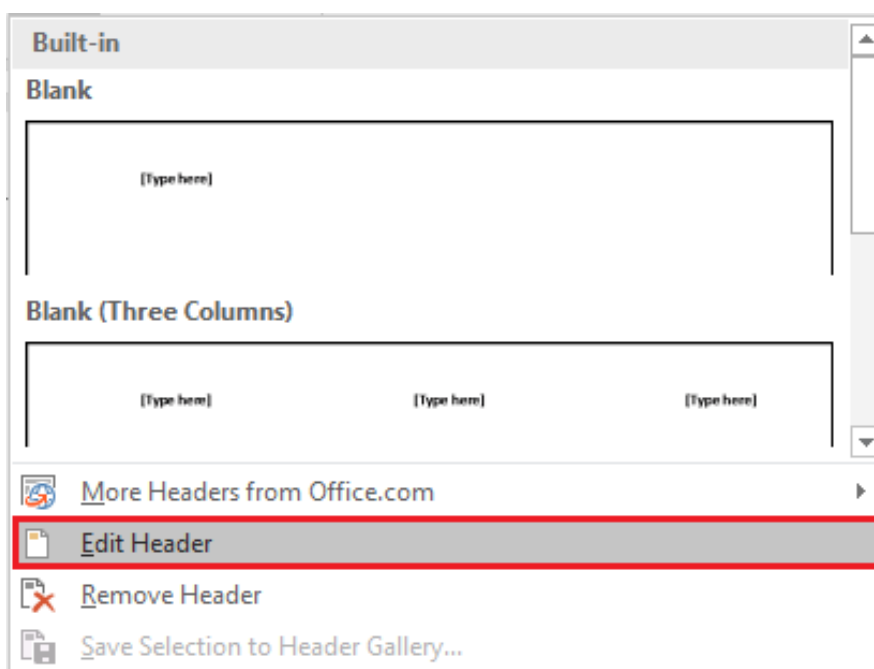 Built-in
Blank
[Type here]
Blank (Three Columns)
[Type here] [Type here] [Type here]
More Headers from Office.com
Edit Header
Remove Header
Save Selection to Header Gallery...